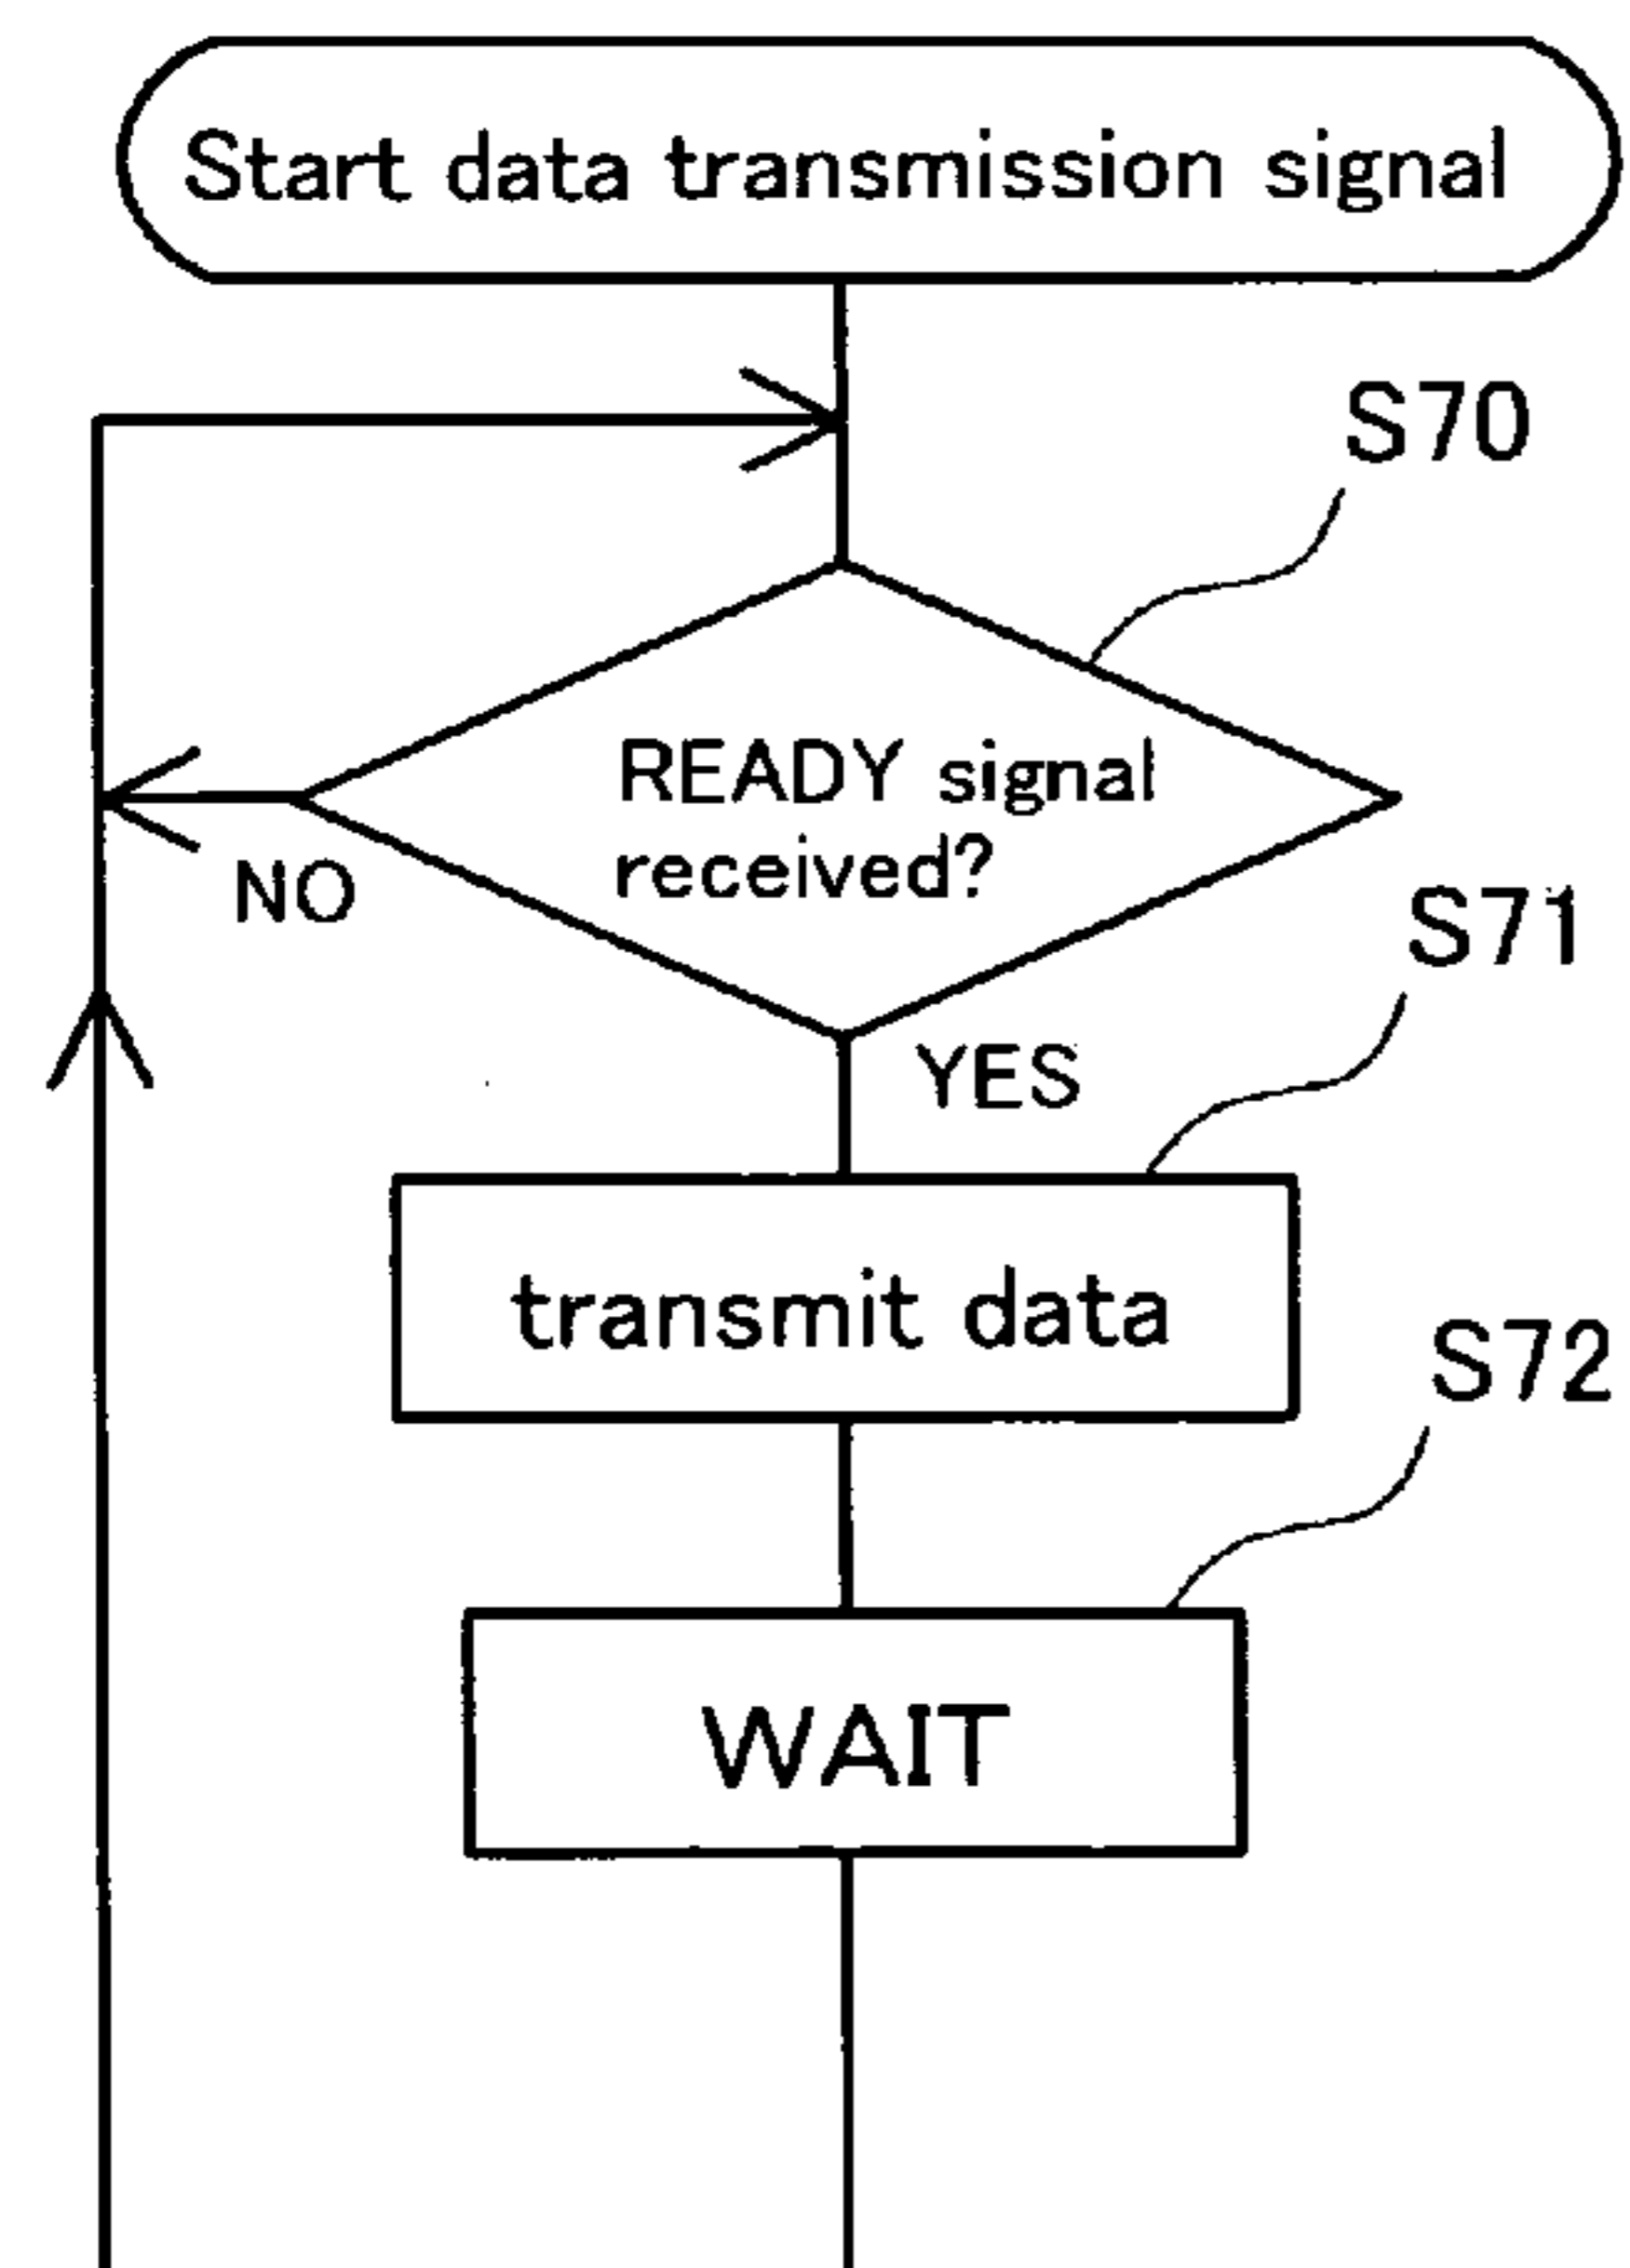 Start data transmission signal
S70
READY signal
received?
NO
S71
YES
transmit data
S72
WAIT